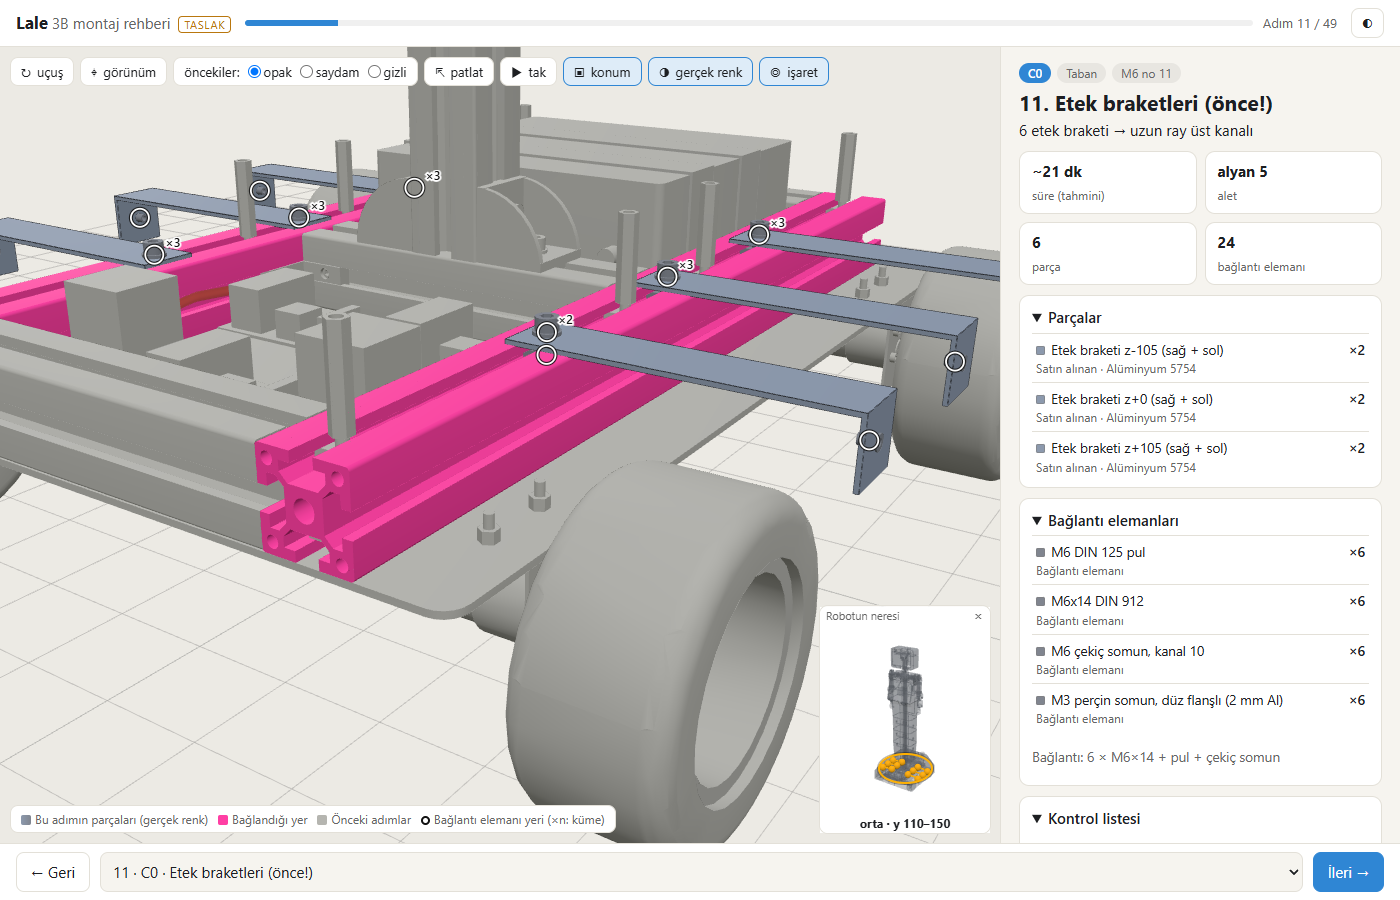 Lale 3B montaj rehberi TASLAK
Adım 11 / 49
↻ uçuş
⌖ görünüm
öncekiler: opak saydam gizli
⇱ patlat
▶ tak
▣ konum
◑ gerçek renk
◎ işaret
×3
×3
×3
×3
×3
×2
Robotun neresi ×
orta · y 110–150
Bu adımın parçaları (gerçek renk) Bağlandığı yer Önceki adımlar Bağlantı elemanı yeri (×n: küme)
C0 Taban M6 no 11
11. Etek braketleri (önce!)
6 etek braketi → uzun ray üst kanalı
~21 dk
süre (tahmini)
alyan 5
alet
6
parça
24
bağlantı elemanı
▼ Parçalar
Etek braketi z-105 (sağ + sol) ×2
Satın alınan · Alüminyum 5754
Etek braketi z+0 (sağ + sol) ×2
Satın alınan · Alüminyum 5754
Etek braketi z+105 (sağ + sol) ×2
Satın alınan · Alüminyum 5754
▼ Bağlantı elemanları
M6 DIN 125 pul ×6
Bağlantı elemanı
M6x14 DIN 912 ×6
Bağlantı elemanı
M6 çekiç somun, kanal 10 ×6
Bağlantı elemanı
M3 perçin somun, düz flanşlı (2 mm Al) ×6
Bağlantı elemanı
Bağlantı: 6 × M6×14 + pul + çekiç somun
▼ Kontrol listesi
← Geri
11 · C0 · Etek braketleri (önce!)
İleri →